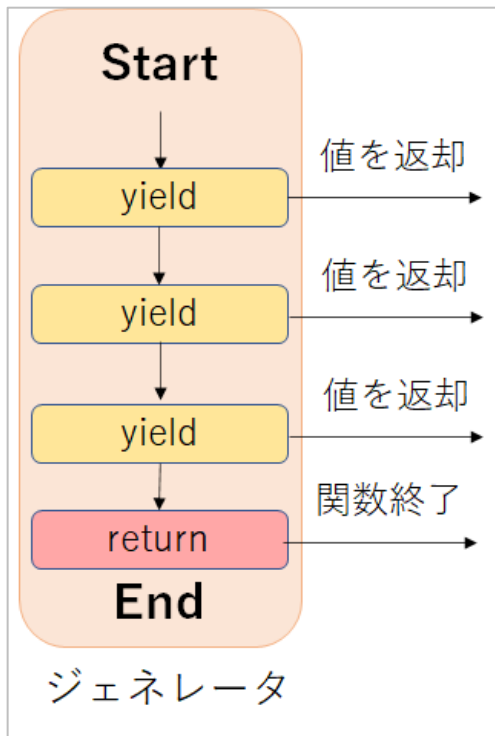 Start
値を返却
yield
値を返却
yield
値を返却
yield
関数終了
return
End
ジェネレータ